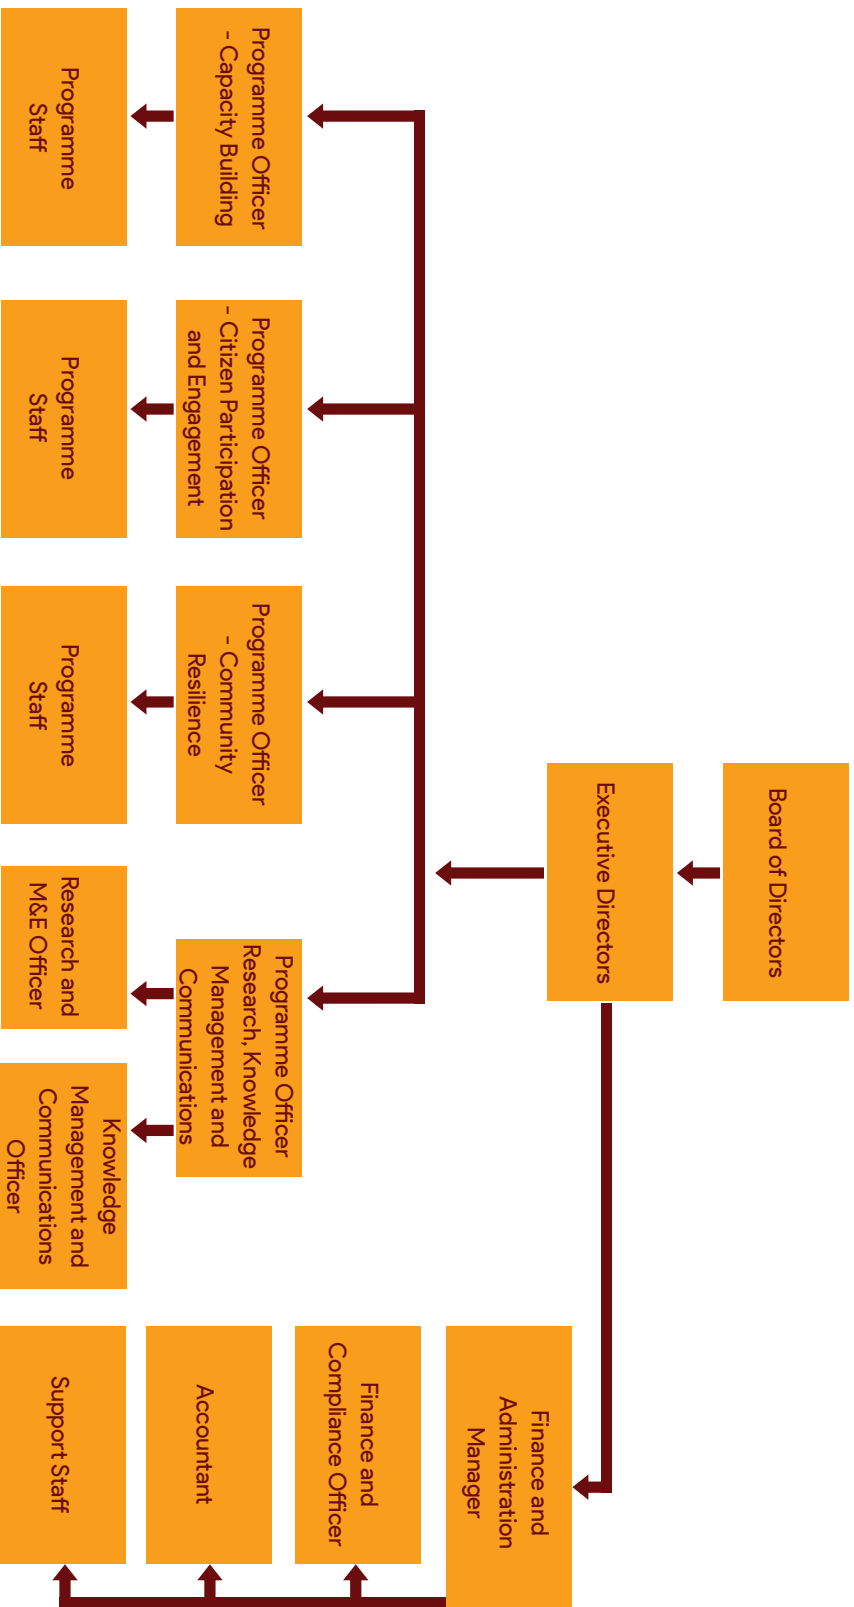 Board of Directors
Executive Directors
Programme Officer
- Capacity Building
Programme Officer
- Citizen Participation
and Engagement
Programme Officer
- Community
Resilience
Programme Officer
Research, Knowledge
Management and
Communications
Finance and
Administration
Manager
Programme
Staff
Programme
Staff
Programme
Staff
Research and
M&E Officer
Knowledge
Management and
Communications
Officer
Finance and
Compliance Officer
Accountant
Support Staff